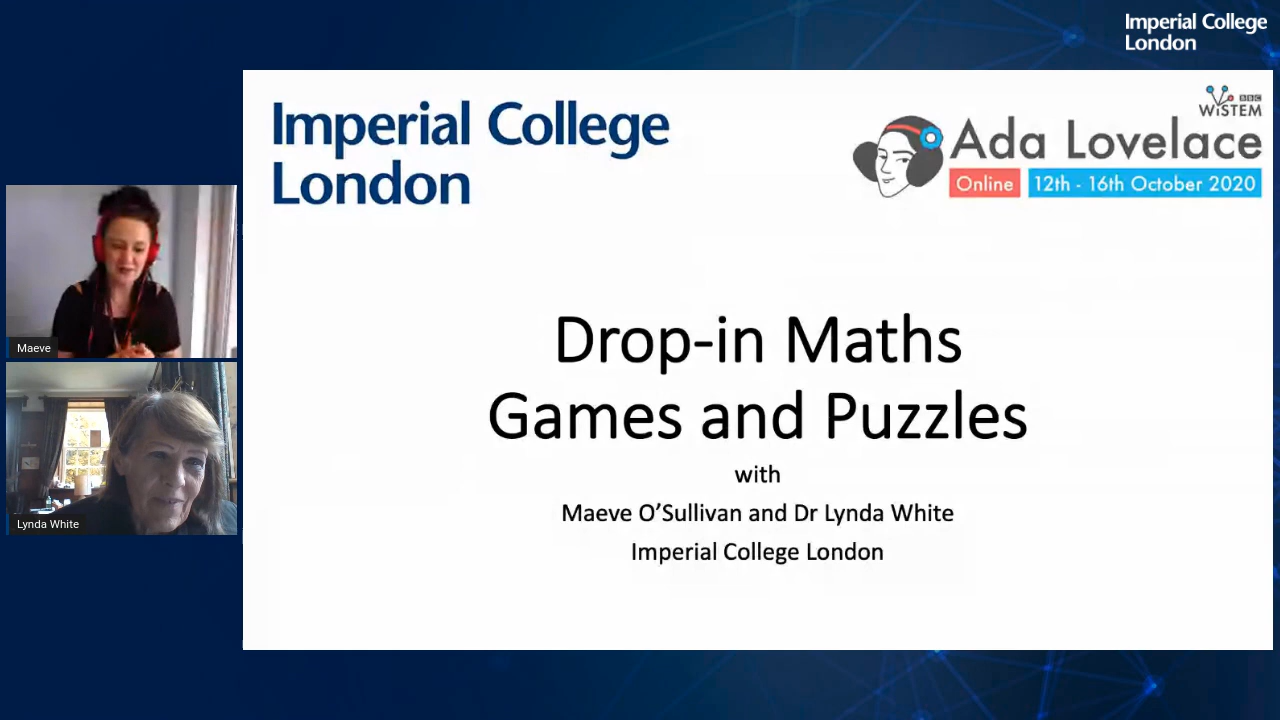 Imperial College
London
Imperial College
London
BBC
WiSTEM
Ada Lovelace
Online 12th - 16th October 2020
Drop-in Maths
Games and Puzzles
with
Maeve O’Sullivan and Dr Lynda White
Imperial College London
Maeve
Lynda White